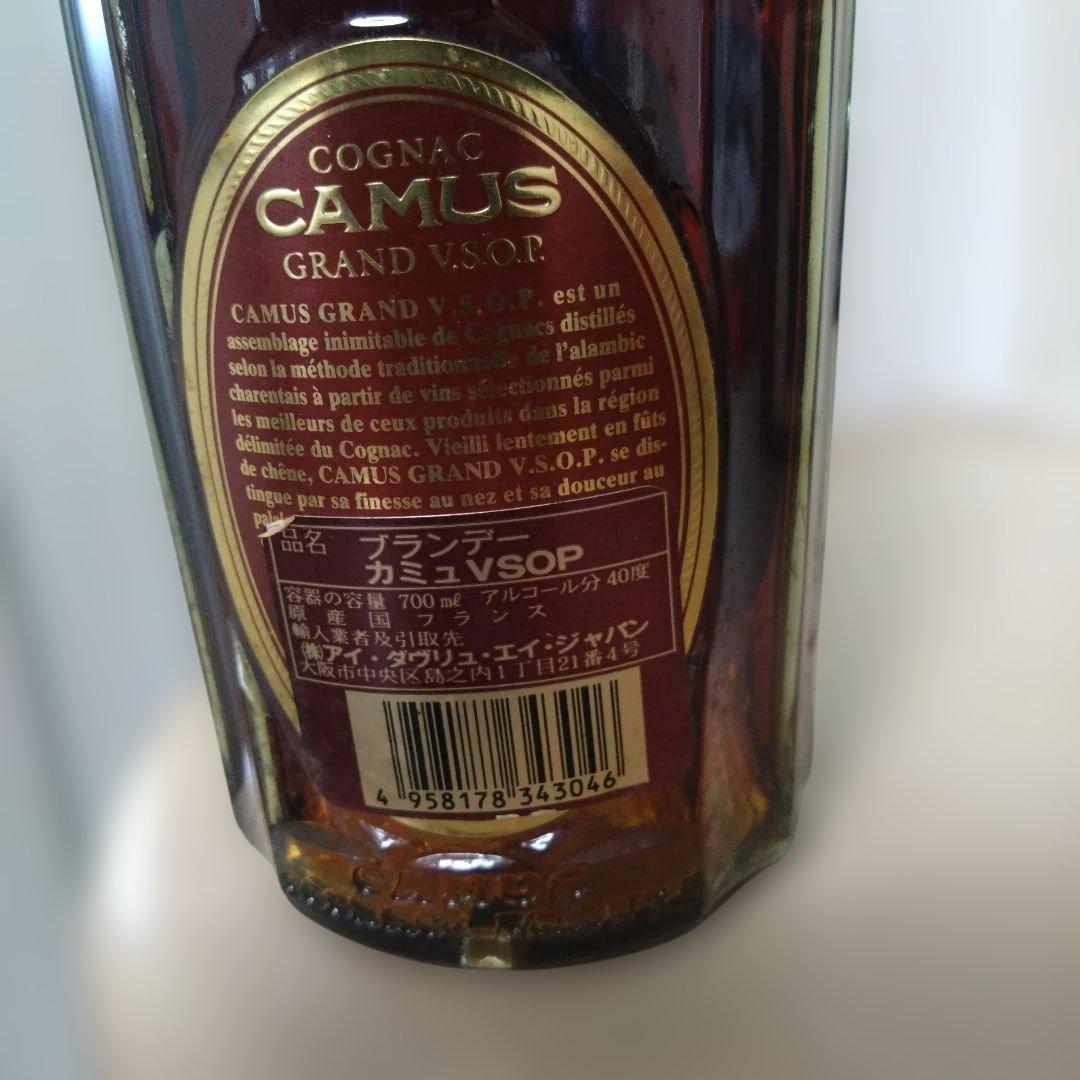 COGNAC
CAMUS
GRAND V.S.O.P.
CAMUS GRAND V.S.O.P. est un
assemblage inimitable de Cognacs distillés
selon la méthode traditionnelle de l'alambic
charentais à partir de vins sélectionnés parmi
les meilleurs de ceux produits dans la région
délimitée du Cognac. Vieilli lentement en fûts
de chêne, CAMUS GRAND V.S.O.P. se dis-
tingue par sa finesse au nez et sa douceur au
品名 ブランデー
カミュVSOP
容器の容量 700㎖ アルコール分40度
原産国 フランス
輸入業者及引取先
㈱アイ・ダヴリュ・エイ・ジャパン
大阪市中央区島之内1丁目21番4号
4 958178 343046